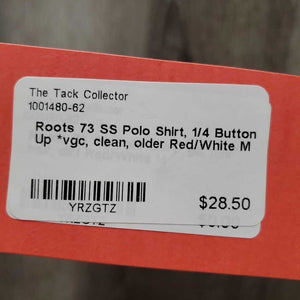 The Tack Collector
1001480-62
Roots 73 SS Polo Shirt, 1/4 Button
Up *vgc, clean, older Red/White M
YRZGTZ
$28.50